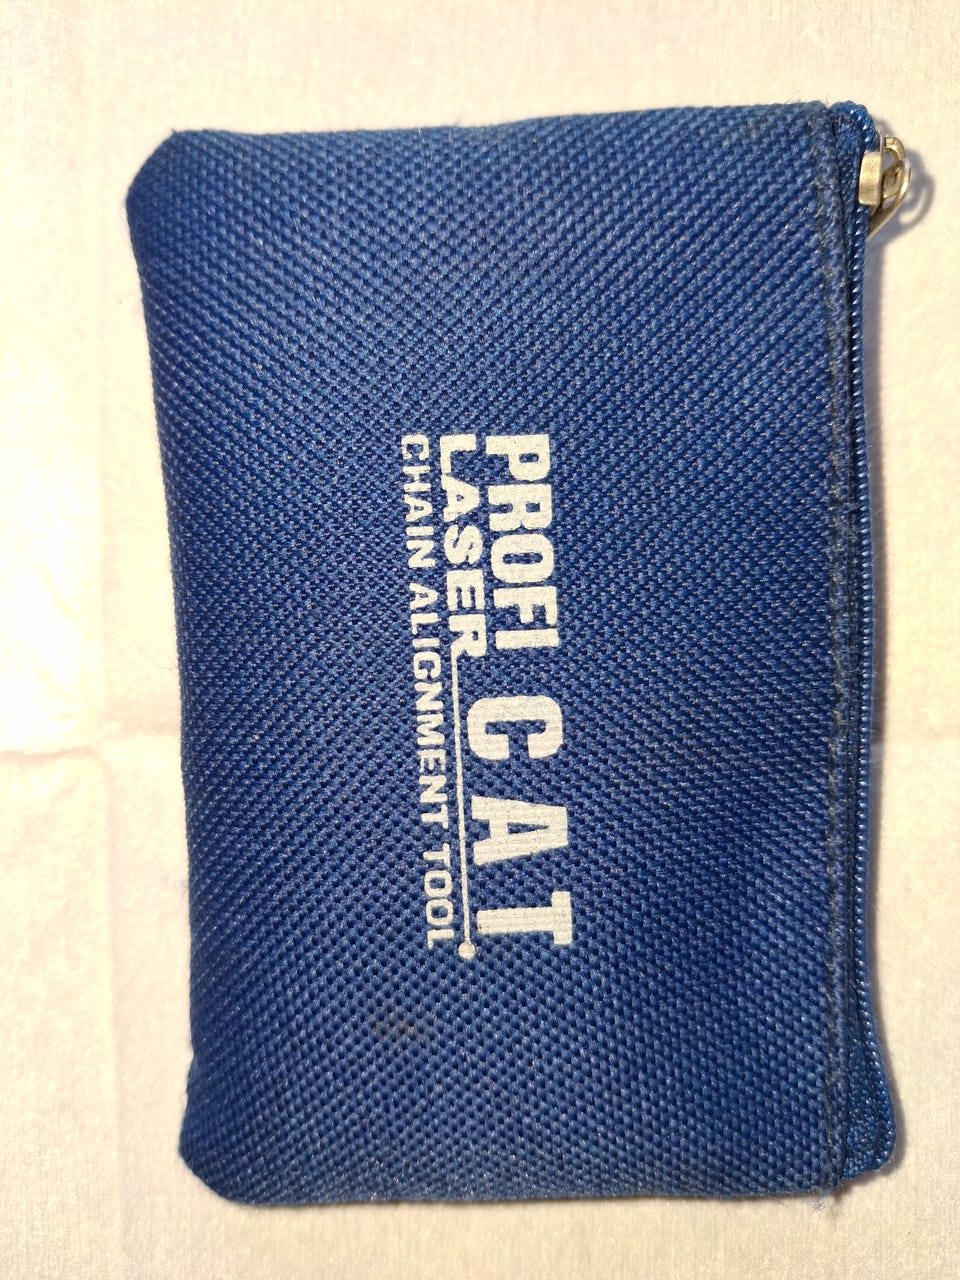 PROFI CAT
LASER
CHAIN ALIGNMENT TOOL